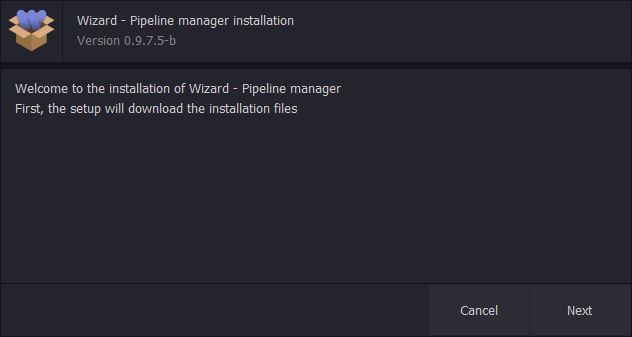 Wizard - Pipeline manager installation
Version 0.9.7.5-b
Welcome to the installation of Wizard - Pipeline manager
First, the setup will download the installation files
Cancel
Next